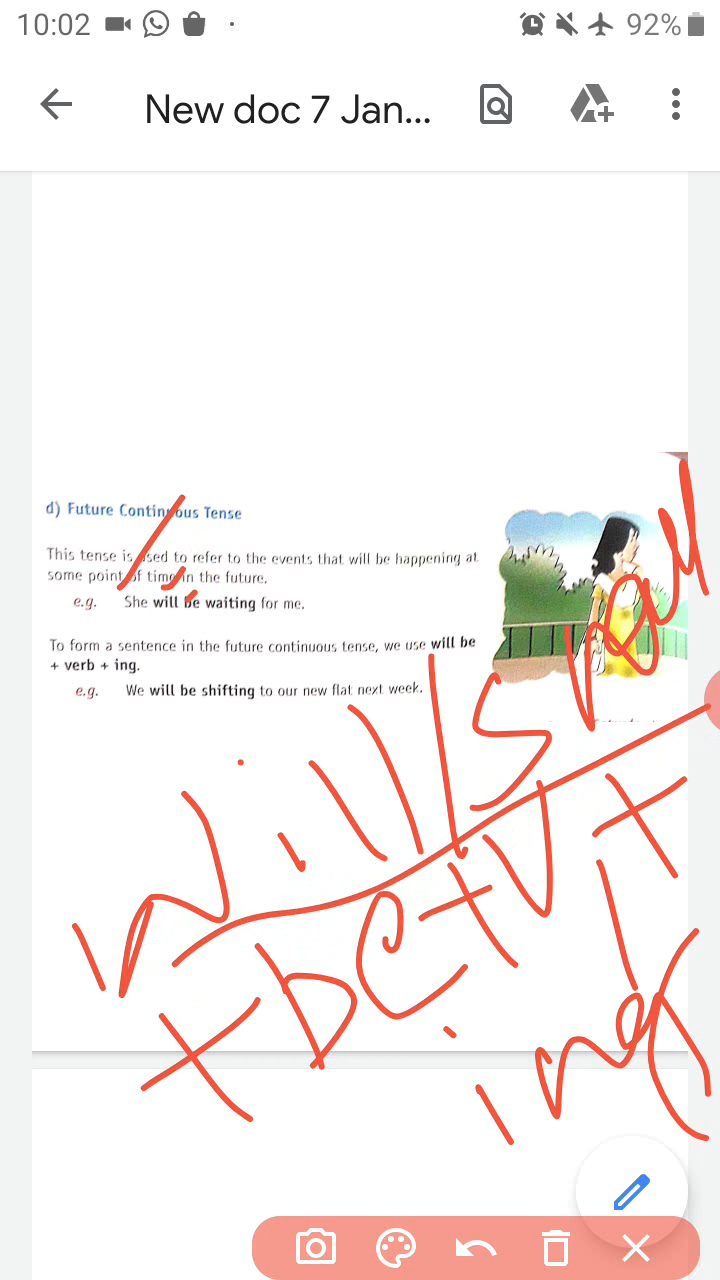 10:02 92%
New doc 7 Jan...
d) Future Continuous Tense
This tense is used to refer to the events that will be happening at
some point of time in the future.
e.g. She will be waiting for me.
To form a sentence in the future continuous tense, we use will be
+ verb + ing.
e.g. We will be shifting to our new flat next week.
will/shall
+ be + V +
ing